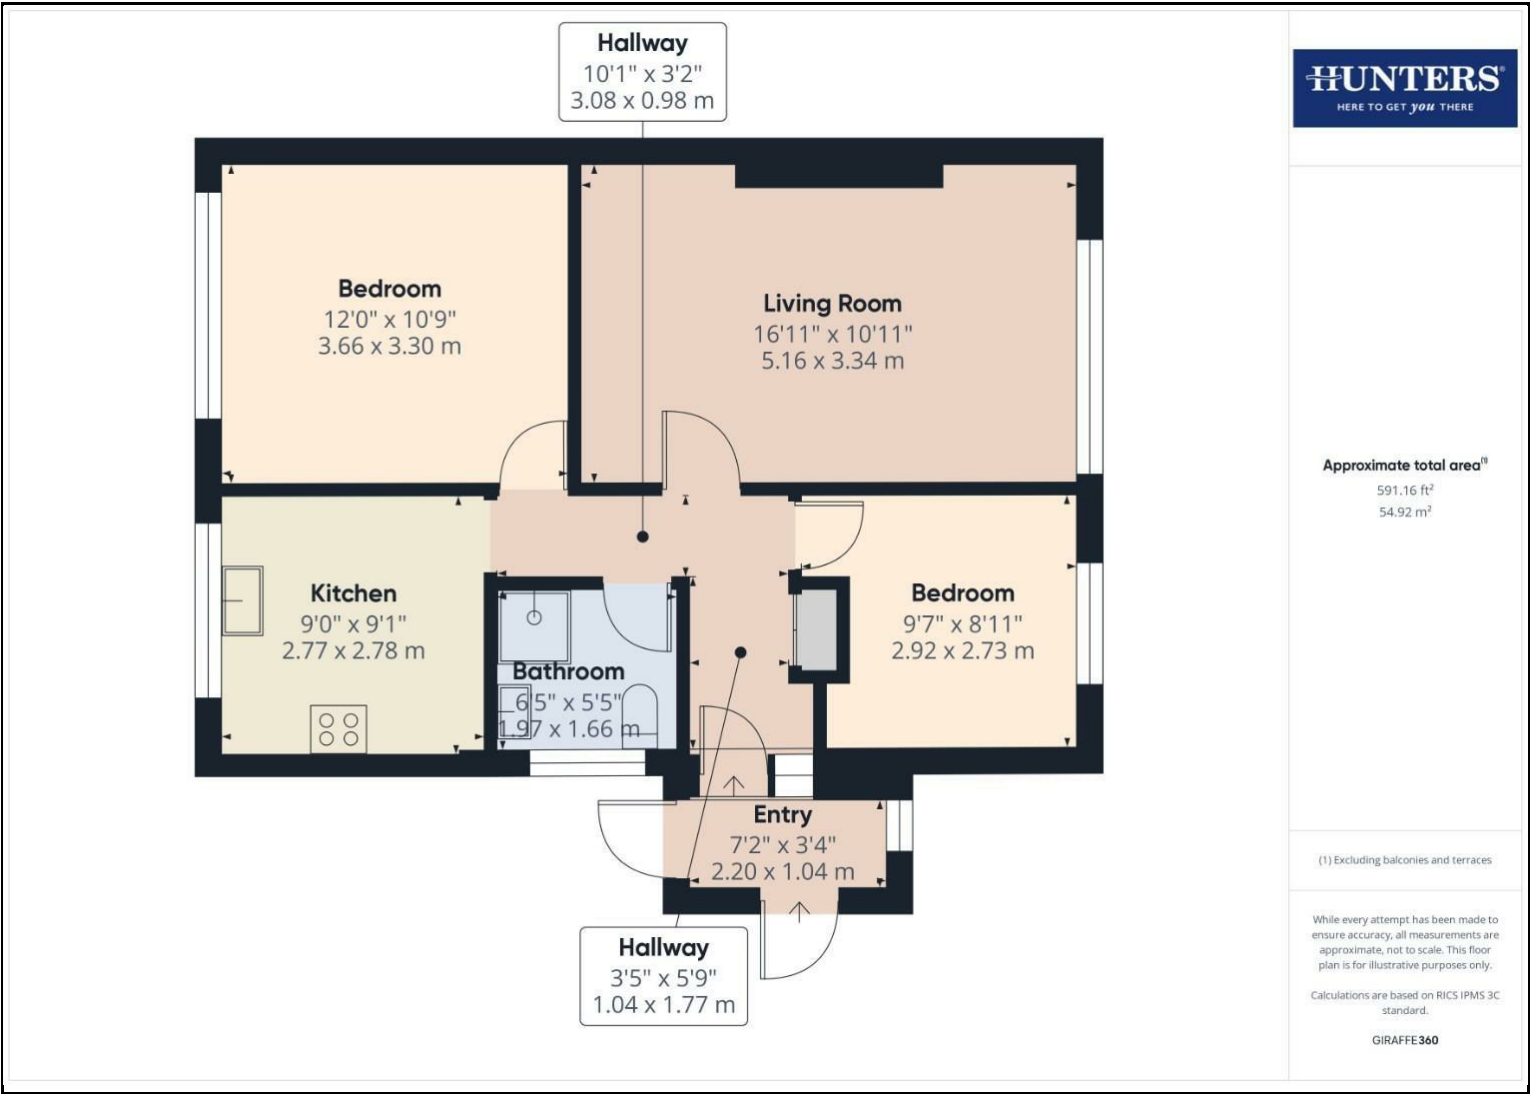 Hallway
10'1" x 3'2"
3.08 x 0.98 m
Bedroom
12'0" x 10'9"
3.66 x 3.30 m
Living Room
16'11" x 10'11"
5.16 x 3.34 m
Kitchen
9'0" x 9'1"
2.77 x 2.78 m
Bathroom
6'5" x 5'5"
1.97 x 1.66 m
Bedroom
9'7" x 8'11"
2.92 x 2.73 m
Entry
7'2" x 3'4"
2.20 x 1.04 m
Hallway
3'5" x 5'9"
1.04 x 1.77 m
HUNTERS®
HERE TO GET you THERE
Approximate total area(1)
591.16 ft²
54.92 m²
(1) Excluding balconies and terraces
While every attempt has been made to
ensure accuracy, all measurements are
approximate, not to scale. This floor
plan is for illustrative purposes only.
Calculations are based on RICS IPMS 3C
standard.
GIRAFFE360